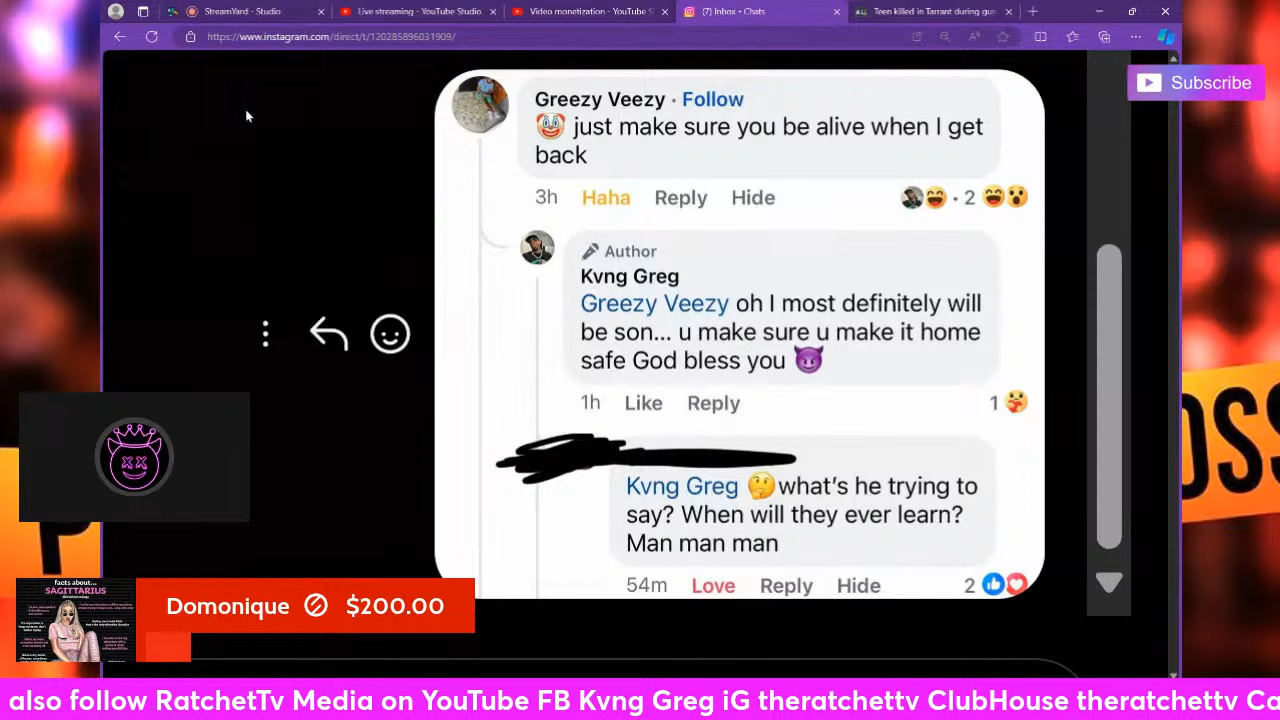 StreamYard - Studio
Live streaming - YouTube Studio
Video monetization - YouTube S
(7) Inbox • Chats
Teen killed in Tarrant during gun
https://www.instagram.com/direct/t/120285896031909/
Subscribe
Greezy Veezy · Follow
🤡 just make sure you be alive when I get
back
3h Haha Reply Hide
· 2
Author
Kvng Greg
Greezy Veezy oh I most definitely will
be son... u make sure u make it home
safe God bless you 😈
1h Like Reply
1
Kvng Greg 🤔what's he trying to
say? When will they ever learn?
Man man man
54m Love Reply Hide
2
facts about...
SAGITTARIUS
Domonique $200.00
P
OSS
also follow RatchetTv Media on YouTube FB Kvng Greg iG theratchettv ClubHouse theratchettv Ca